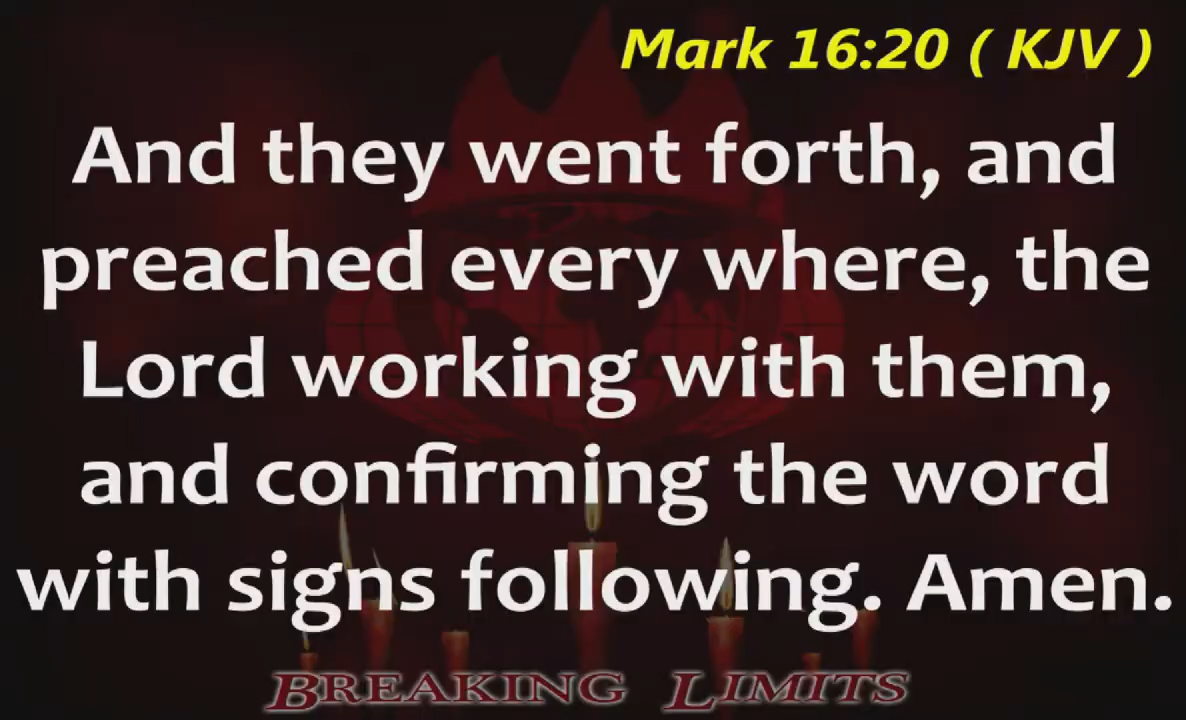 Mark 16:20 ( KJV )
And they went forth, and
preached every where, the
Lord working with them,
and confirming the word
with signs following. Amen.
BREAKING LIMITS